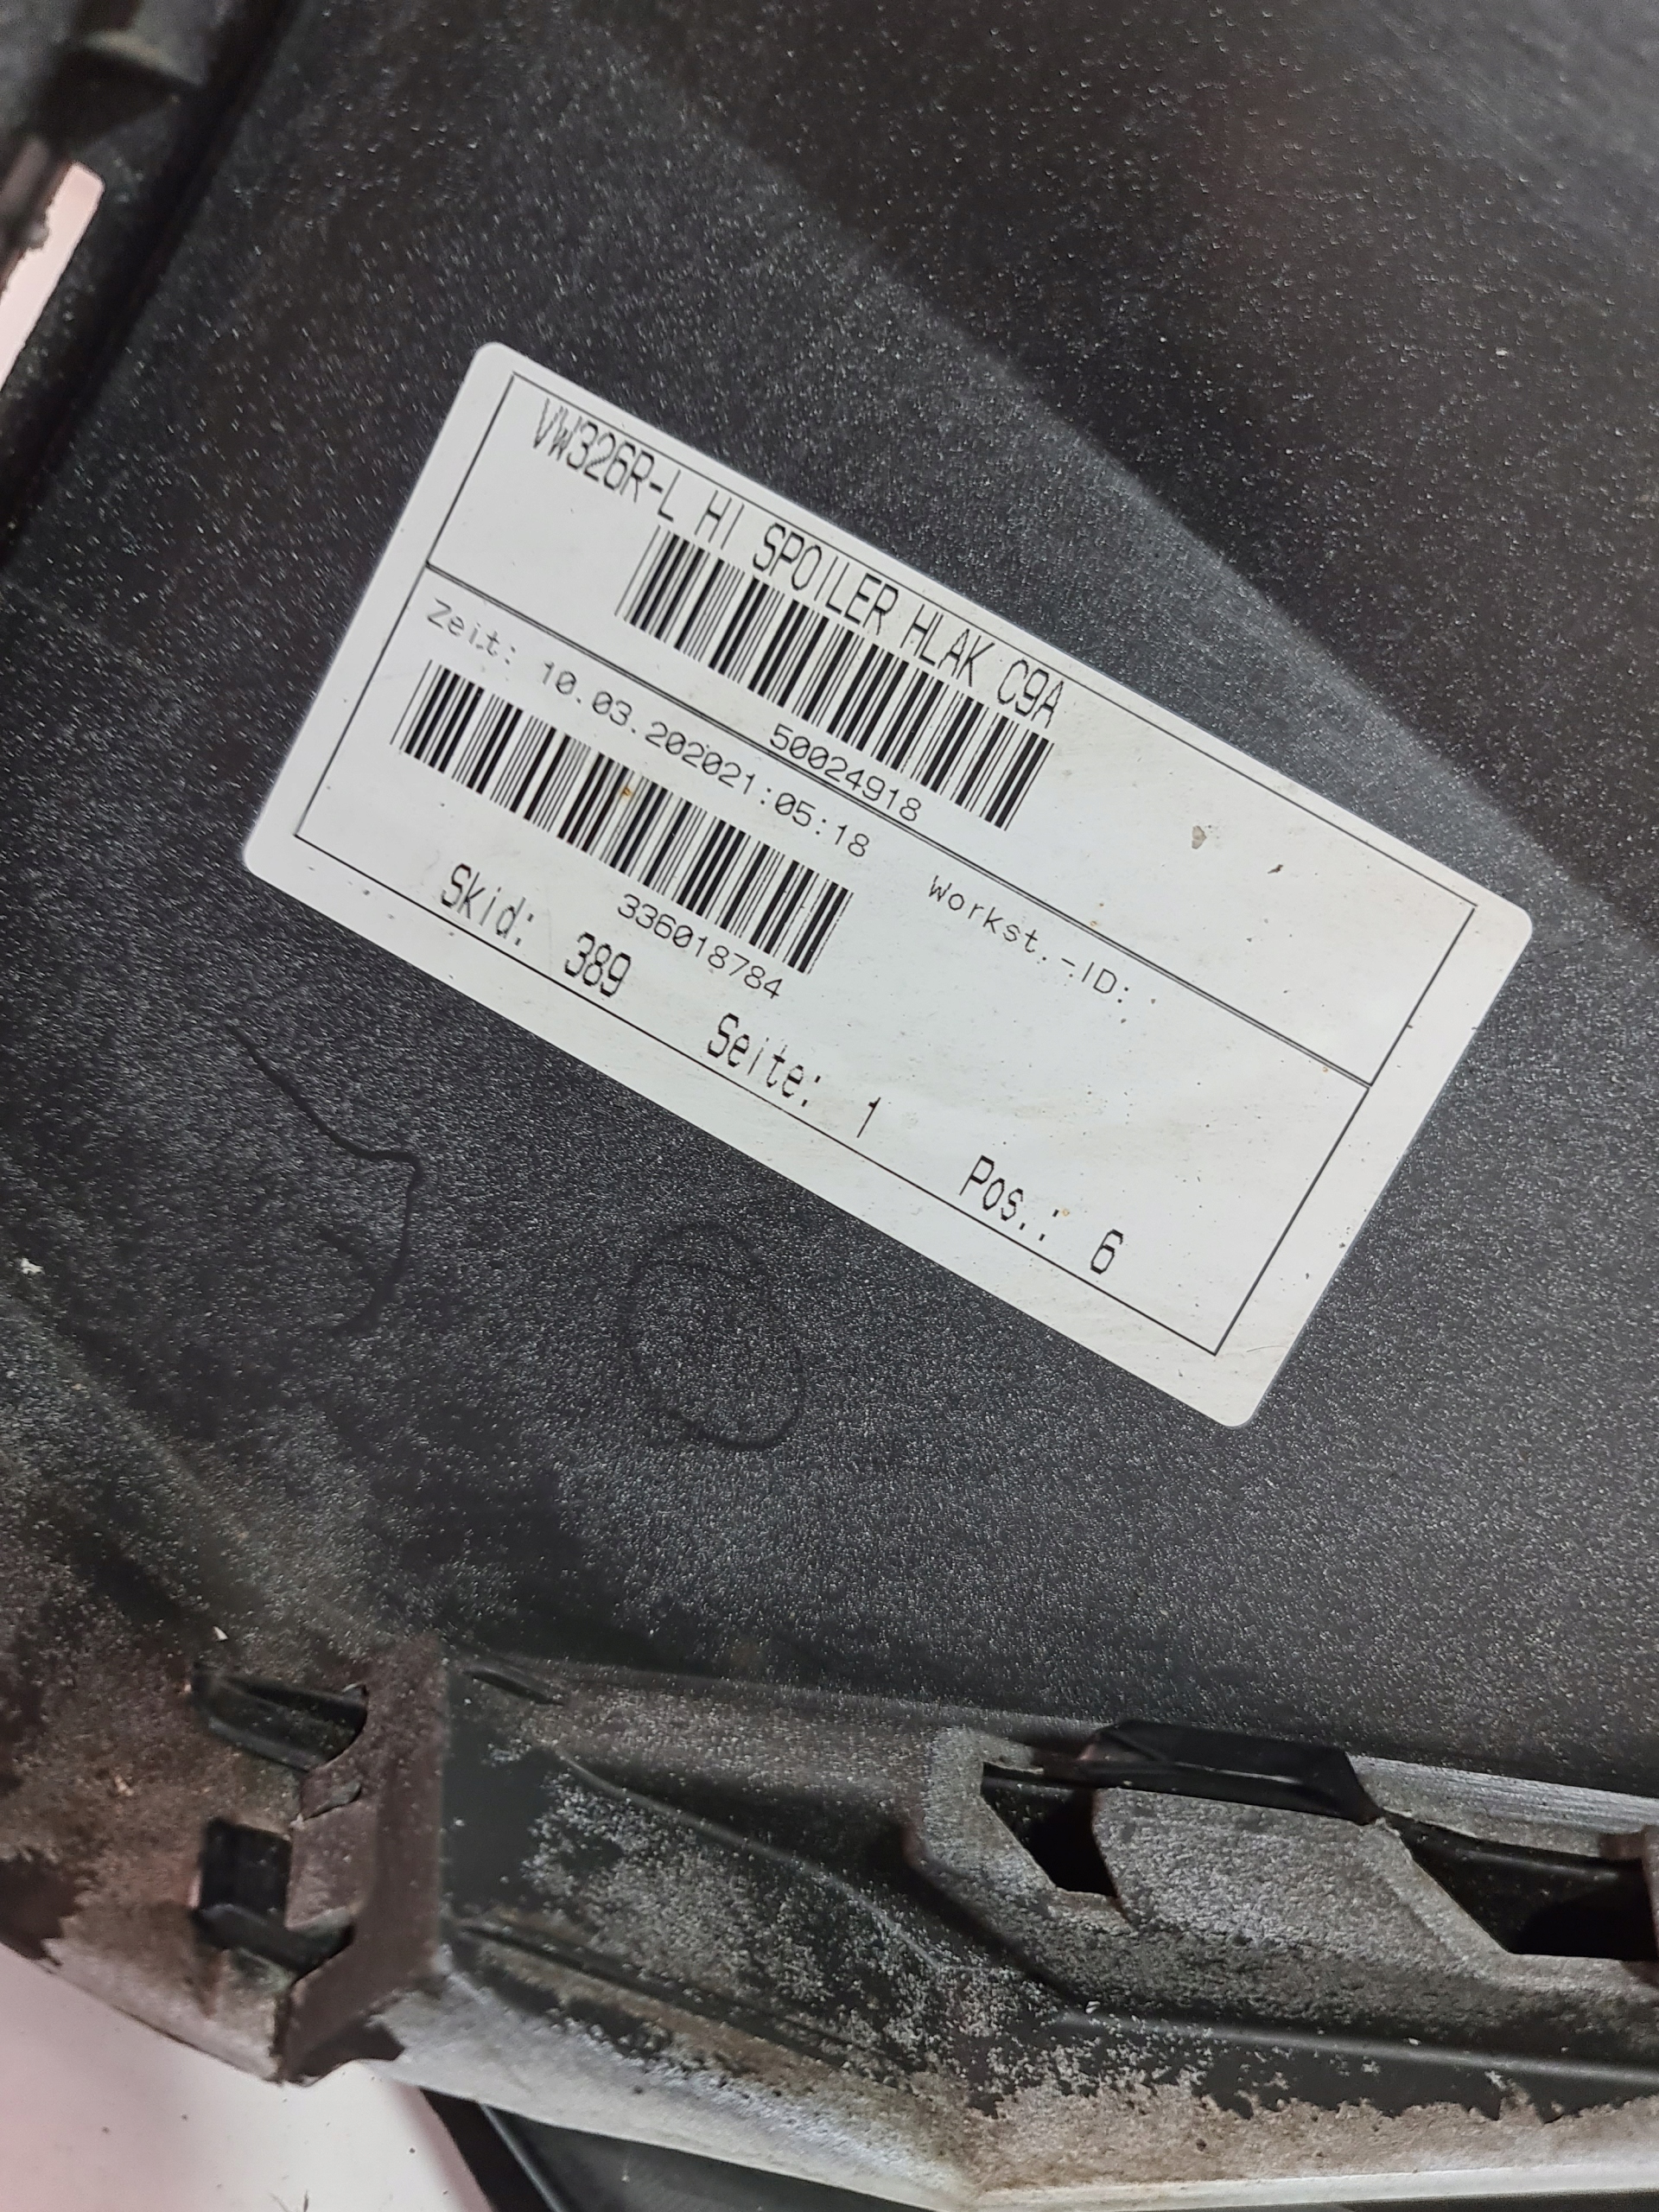 VW326R-L HI SPOILER HLAK C9A
50024918
Zeit: 10.03.202021:05:18 Workst.-ID:
336018784
Skid: 389 Seite: 1 Pos.: 6